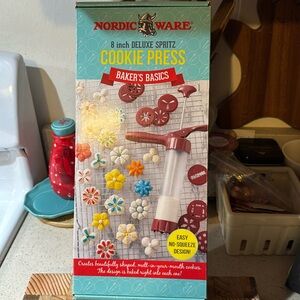 NORDIC WARE
8 inch DELUXE SPRITZ
COOKIE PRESS
BAKER'S BASICS
EASY
NO-SQUEEZE
DESIGN!
Creates beautifully shaped, melt-in-your-mouth cookies.
The design is baked right into each one!